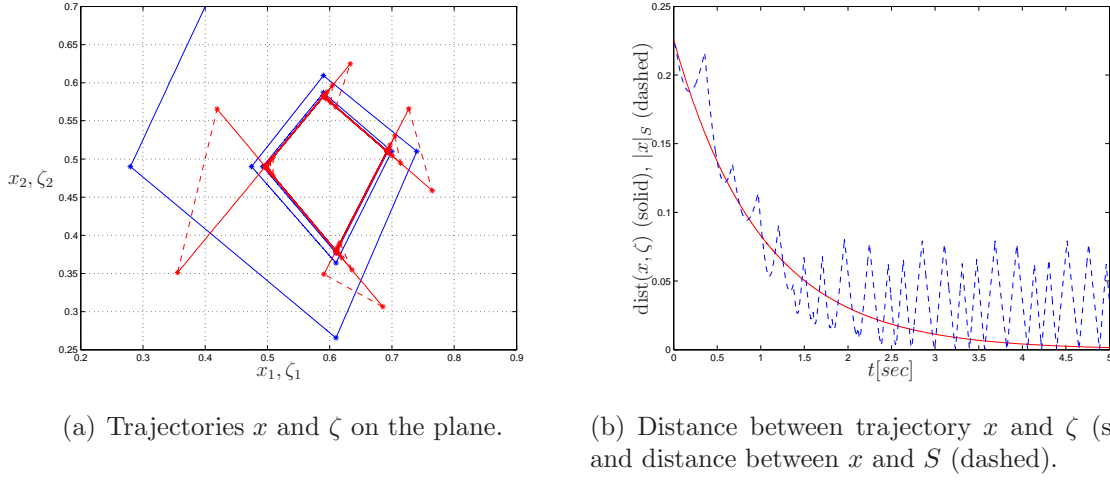 0.7
0.65
0.6
0.55
0.5
0.45
0.4
0.35
0.3
0.25
0.2 0.3 0.4 0.5 0.6 0.7 0.8 0.9
x₂, ζ₂
x₁, ζ₁
0.25
0.2
0.15
0.1
0.05
0
0 0.5 1 1.5 2 2.5 3 3.5 4 4.5 5
dist(x, ζ) (solid), |x|_S (dashed)
t[sec]
(a) Trajectories x and ζ on the plane.
(b) Distance between trajectory x and ζ (s
and distance between x and S (dashed).